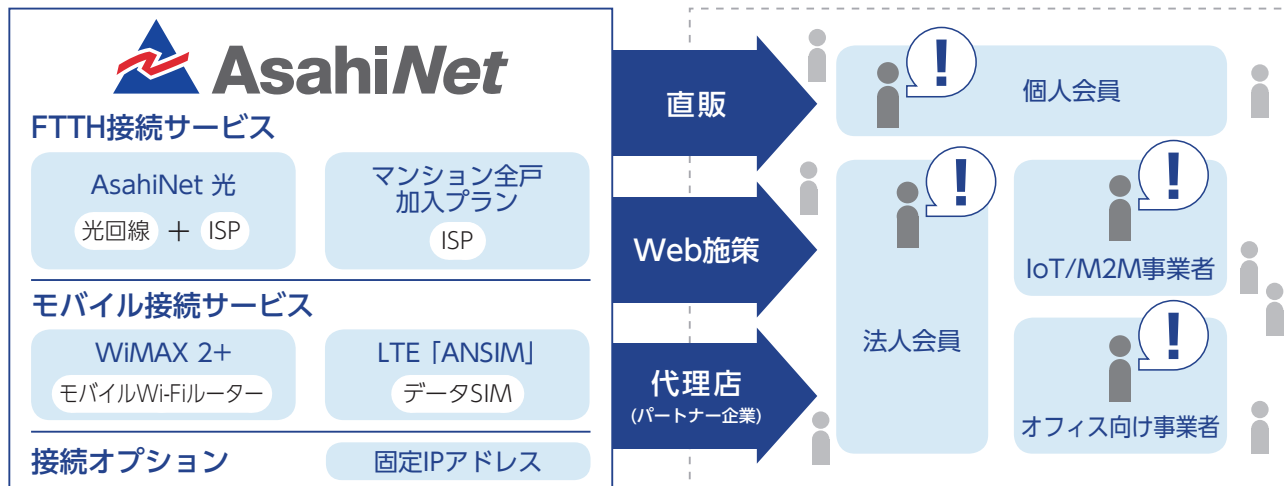 AsahiNet
FTTH接続サービス
AsahiNet 光
光回線 + ISP
マンション全戸
加入プラン
ISP
モバイル接続サービス
WiMAX 2+
モバイルWi-Fiルーター
LTE「ANSIM」
データSIM
接続オプション
固定IPアドレス
直販
Web施策
代理店
(パートナー企業)
!
個人会員
!
法人会員
!
IoT/M2M事業者
!
オフィス向け事業者